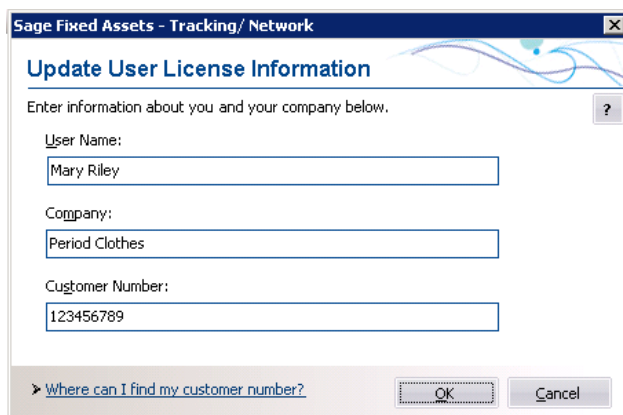 Sage Fixed Assets - Tracking/ Network
Update User License Information
Enter information about you and your company below.
?
User Name:
Mary Riley
Company:
Period Clothes
Customer Number:
123456789
Where can I find my customer number?
OK
Cancel